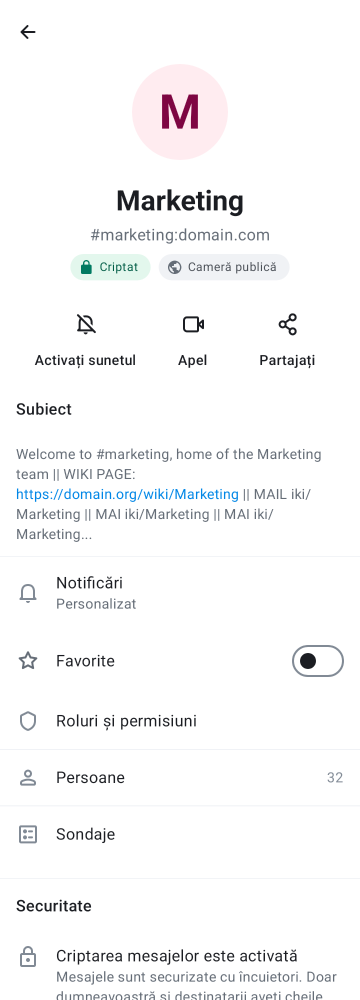 M
Marketing
#marketing:domain.com
Criptat
Cameră publică
Activați sunetul
Apel
Partajați
Subiect
Welcome to #marketing, home of the Marketing
team || WIKI PAGE:
https://domain.org/wiki/Marketing || MAIL iki/
Marketing || MAI iki/Marketing || MAI iki/
Marketing...
Notificări
Personalizat
Favorite
Roluri și permisiuni
Persoane
32
Sondaje
Securitate
Criptarea mesajelor este activată
Mesajele sunt securizate cu încuietori. Doar
dumneavoastră și destinatarii aveți cheile